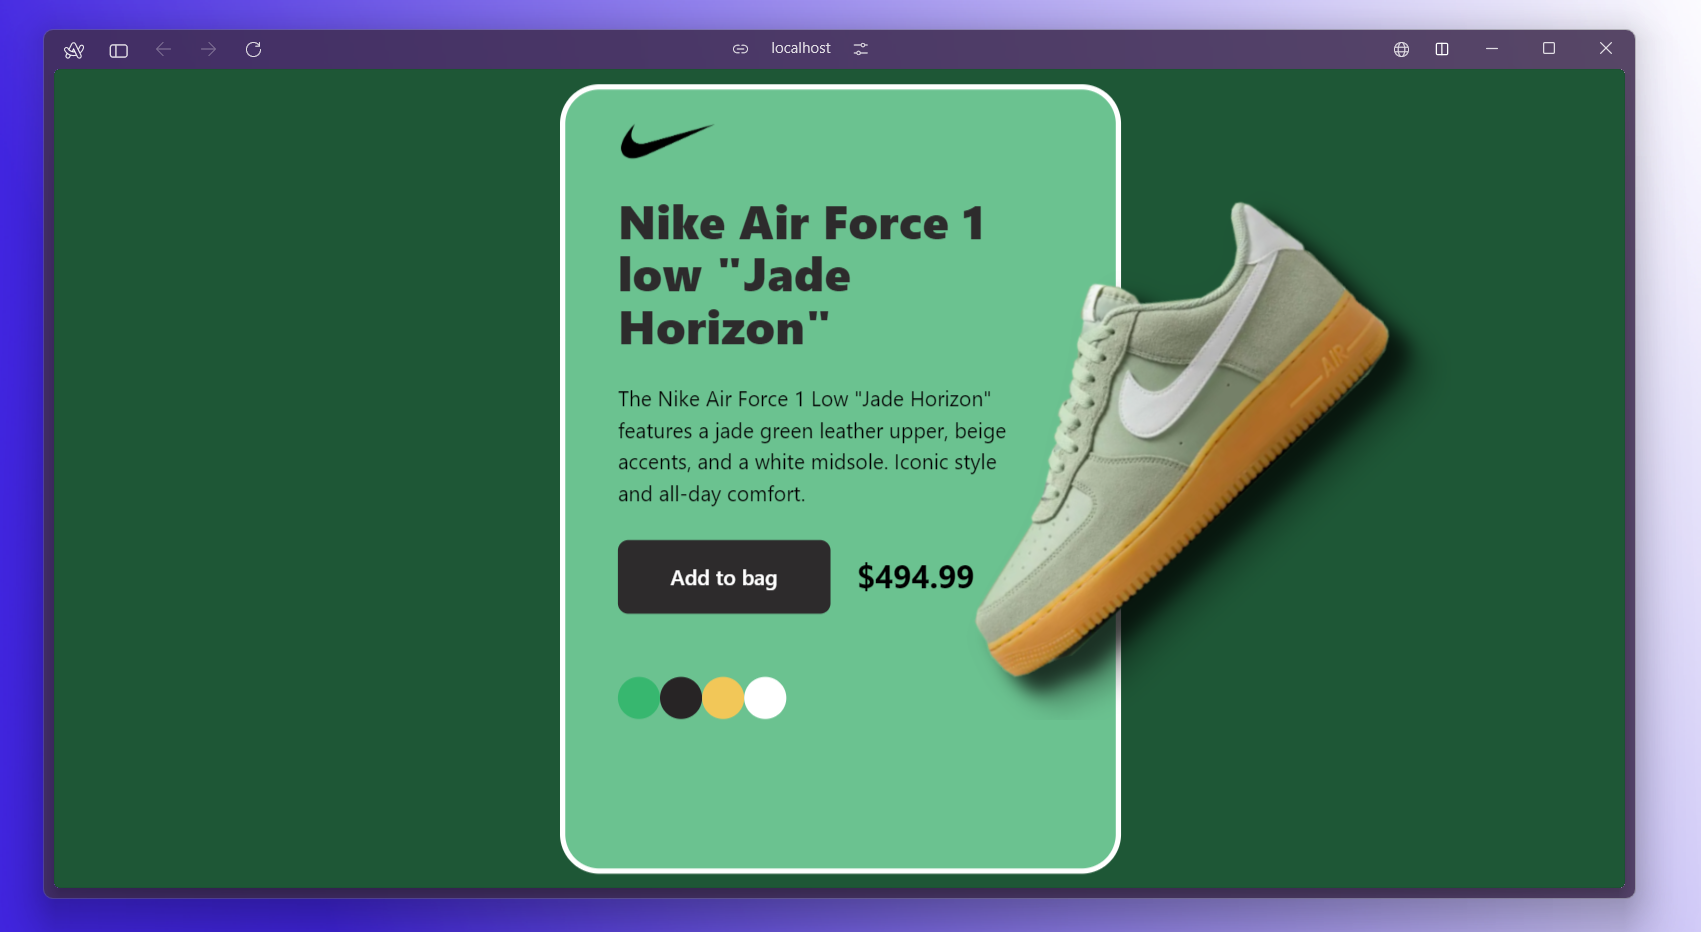 localhost
Nike Air Force 1
low "Jade
Horizon"
The Nike Air Force 1 Low "Jade Horizon"
features a jade green leather upper, beige
accents, and a white midsole. Iconic style
and all-day comfort.
Add to bag
$494.99
AIR